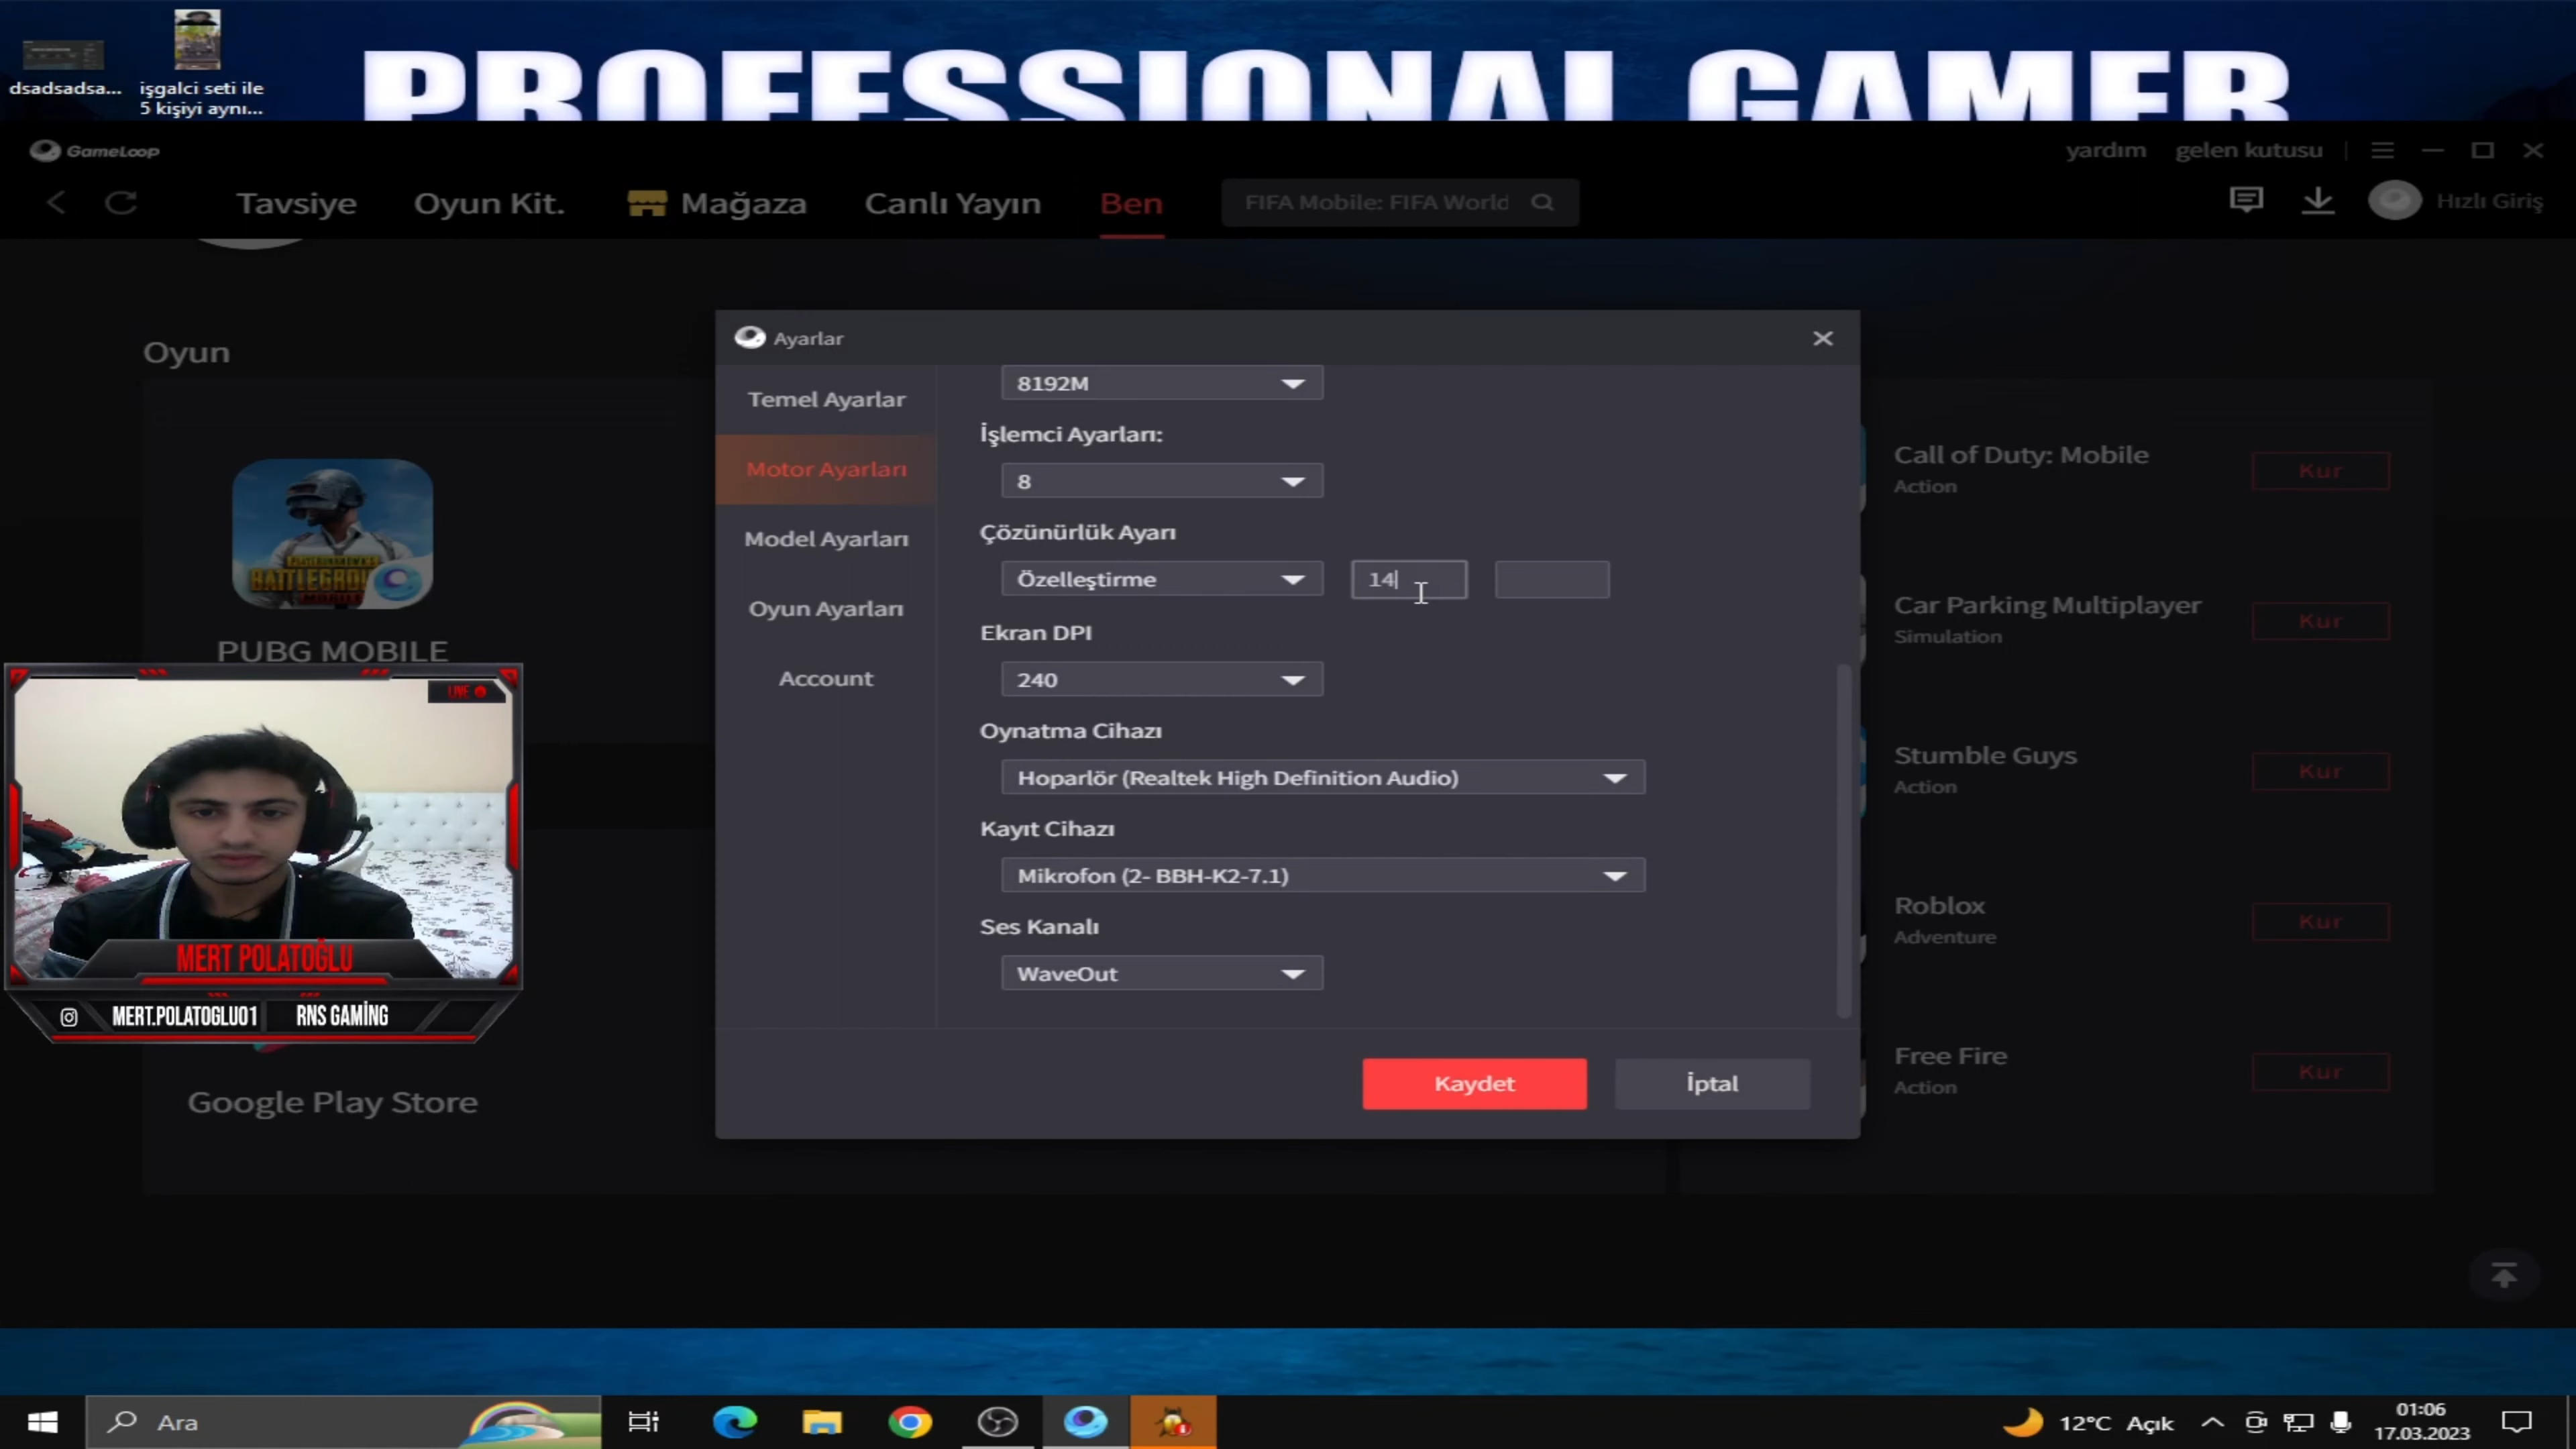 PROFESSIONAL GAMER
dsadsadsa...
işgalci seti ile
5 kişiyi aynı...
GameLoop
yardım
gelen kutusu
Tavsiye
Oyun Kit.
Mağaza
Canlı Yayın
Ben
FIFA Mobile: FIFA World
Hızlı Giriş
Oyun
PUBG MOBILE
Google Play Store
Ayarlar
Temel Ayarlar
Motor Ayarları
Model Ayarları
Oyun Ayarları
Account
8192M
İşlemci Ayarları:
8
Çözünürlük Ayarı
Özelleştirme
14
Ekran DPI
240
Oynatma Cihazı
Hoparlör (Realtek High Definition Audio)
Kayıt Cihazı
Mikrofon (2- BBH-K2-7.1)
Ses Kanalı
WaveOut
Kaydet
İptal
Call of Duty: Mobile
Action
Kur
Car Parking Multiplayer
Simulation
Kur
Stumble Guys
Action
Kur
Roblox
Adventure
Kur
Free Fire
Action
Kur
LIVE
MERT POLATOĞLU
MERT.POLATOGLU01
RNS GAMİNG
Ara
12°C Açık
01:06
17.03.2023